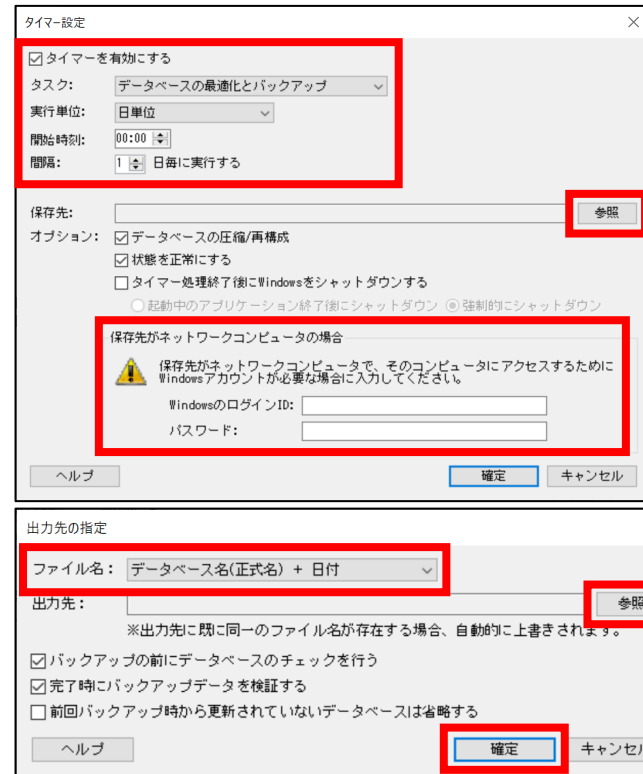 タイマー設定
タイマーを有効にする
タスク: データベースの最適化とバックアップ
実行単位: 日単位
開始時刻: 00:00
間隔: 1 日毎に実行する
保存先: 参照
オプション: データベースの圧縮/再構成
状態を正常にする
タイマー処理終了後にWindowsをシャットダウンする
起動中のアプリケーション終了後にシャットダウン 強制的にシャットダウン
保存先がネットワークコンピュータの場合
保存先がネットワークコンピュータで、そのコンピュータにアクセスするために
Windowsアカウントが必要な場合に入力してください。
WindowsのログインID:
パスワード:
ヘルプ 確定 キャンセル
出力先の指定
ファイル名: データベース名(正式名) + 日付
出力先: 参照
※出力先に既に同一のファイル名が存在する場合、自動的に上書きされます。
バックアップの前にデータベースのチェックを行う
完了時にバックアップデータを検証する
前回バックアップ時から更新されていないデータベースは省略する
ヘルプ 確定 キャンセル